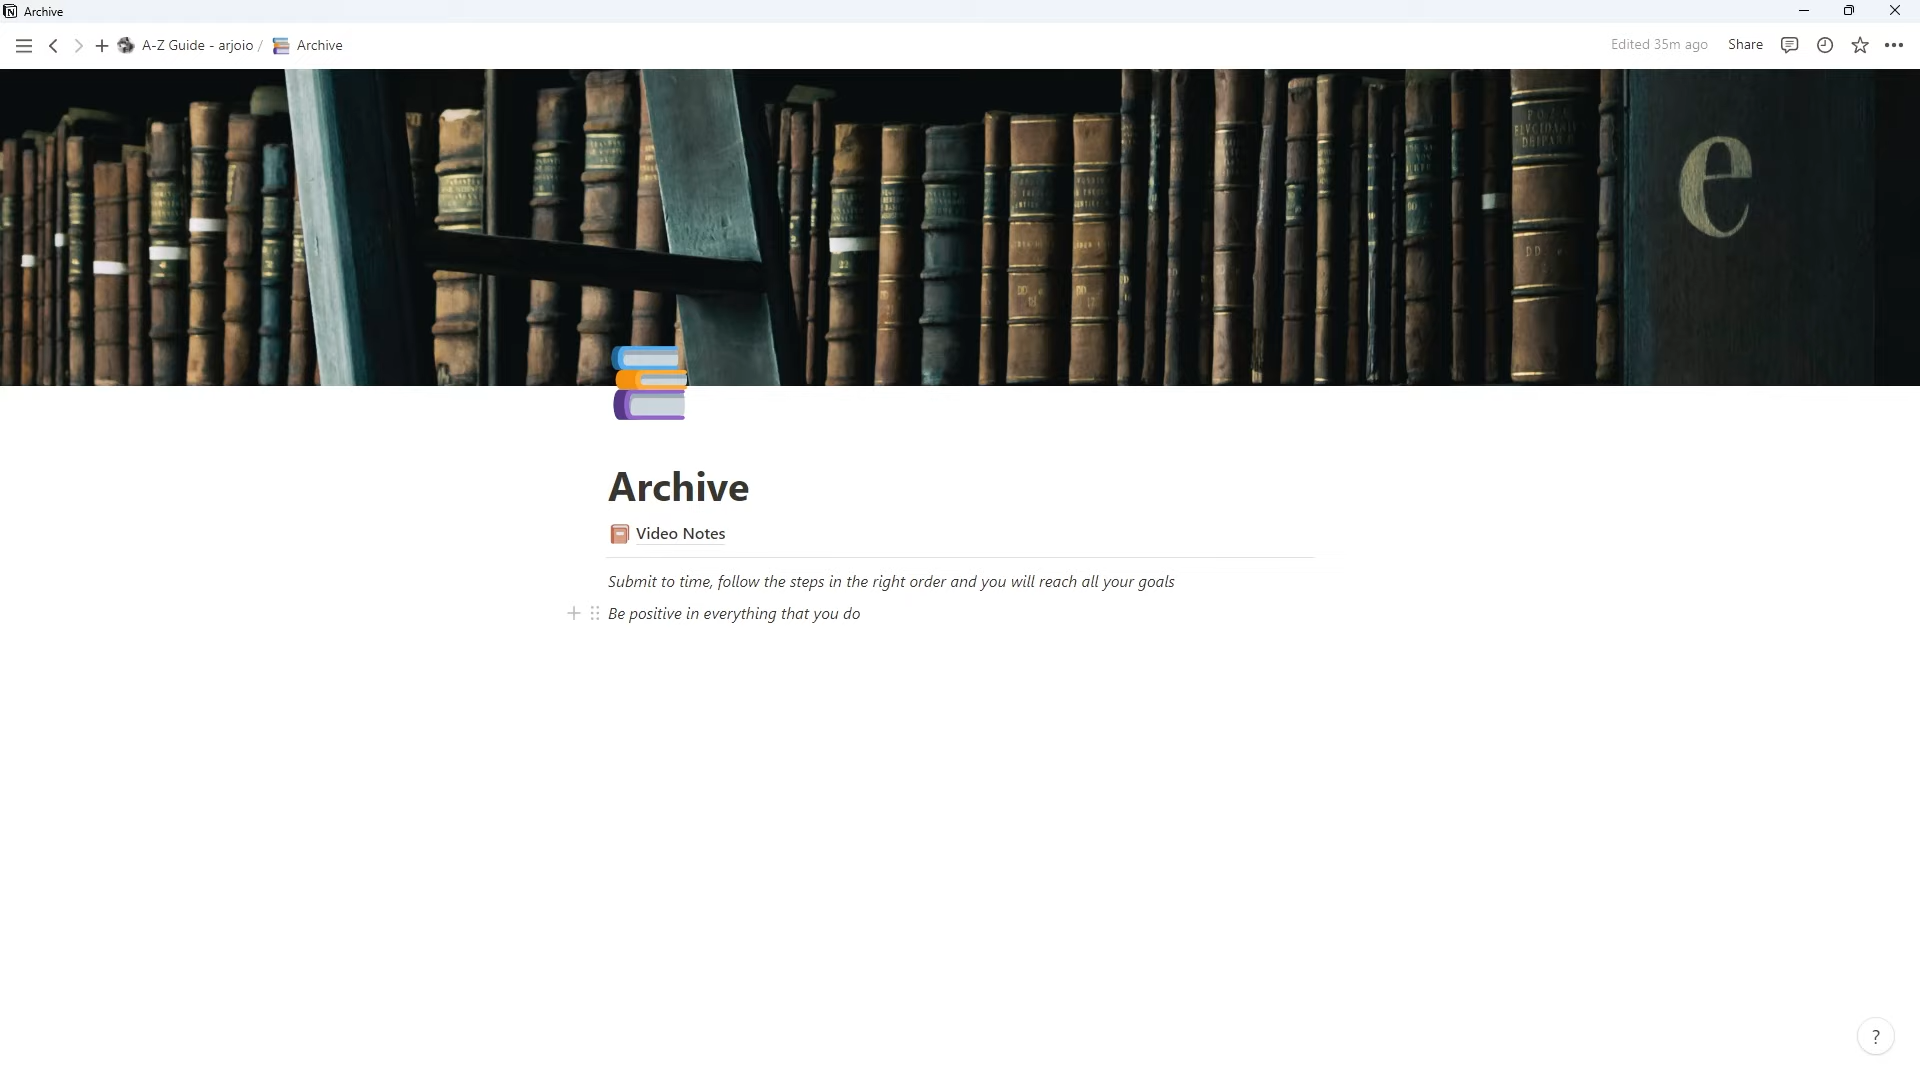 Archive
A-Z Guide - arjoio / Archive
Edited 35m ago Share
e
Archive
Video Notes
Submit to time, follow the steps in the right order and you will reach all your goals
Be positive in everything that you do
?